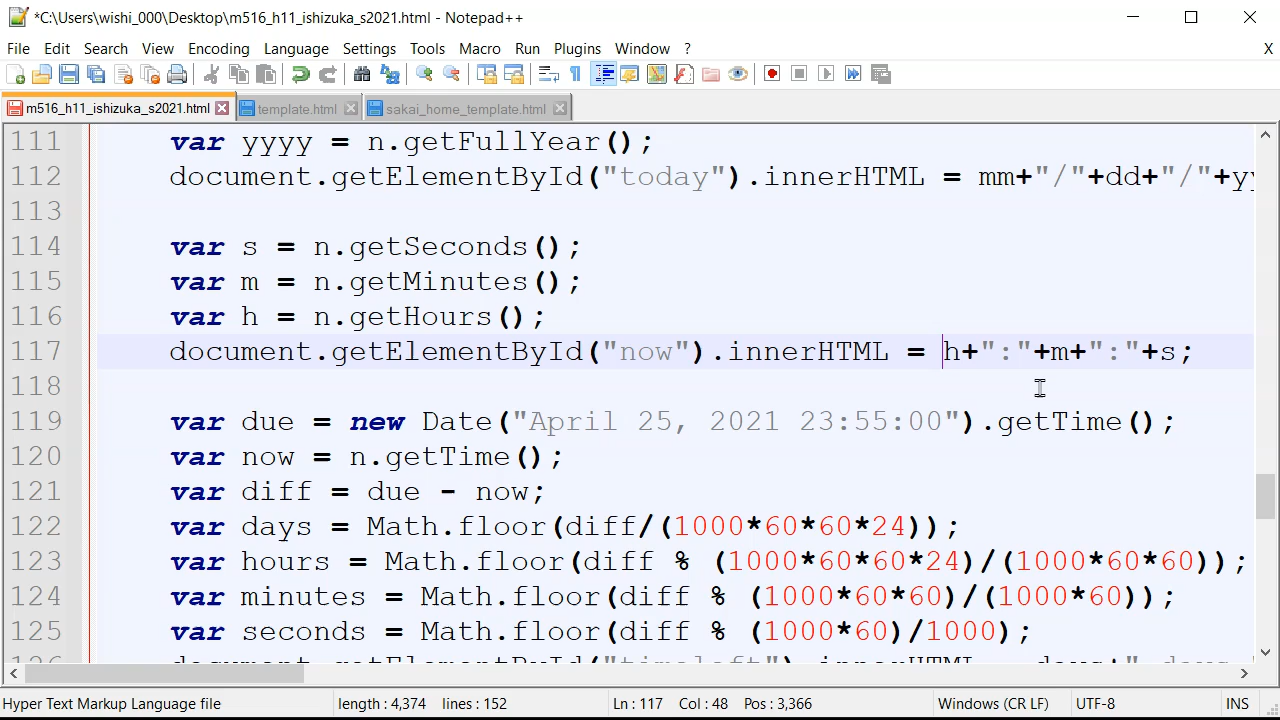 *C:\Users\wishi_000\Desktop\m516_h11_ishizuka_s2021.html - Notepad++
File Edit Search View Encoding Language Settings Tools Macro Run Plugins Window ? X
m516_h11_ishizuka_s2021.html template.html sakai_home_template.html
111 var yyyy = n.getFullYear();
112 document.getElementById("today").innerHTML = mm+"/"+dd+"/"+yy
113
114 var s = n.getSeconds();
115 var m = n.getMinutes();
116 var h = n.getHours();
117 document.getElementById("now").innerHTML = h+":"+m+":"+s;
118
119 var due = new Date("April 25, 2021 23:55:00").getTime();
120 var now = n.getTime();
121 var diff = due - now;
122 var days = Math.floor(diff/(1000*60*60*24));
123 var hours = Math.floor(diff % (1000*60*60*24)/(1000*60*60));
124 var minutes = Math.floor(diff % (1000*60*60)/(1000*60));
125 var seconds = Math.floor(diff % (1000*60)/1000);
126 document.getElementById("timeleft").innerHTML = days+" days
Hyper Text Markup Language file length : 4,374 lines : 152 Ln : 117 Col : 48 Pos : 3,366 Windows (CR LF) UTF-8 INS